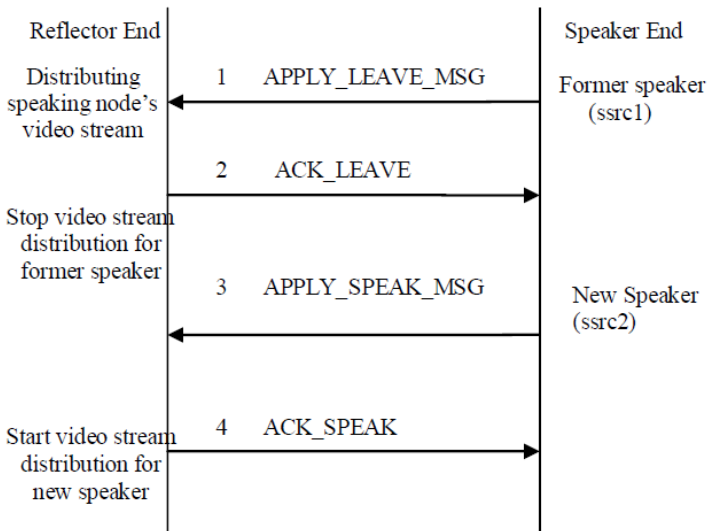 Reflector End
Speaker End
Distributing
speaking node's
video stream
1 APPLY_LEAVE_MSG
Former speaker
(ssrc1)
2 ACK_LEAVE
Stop video stream
distribution for
former speaker
3 APPLY_SPEAK_MSG
New Speaker
(ssrc2)
4 ACK_SPEAK
Start video stream
distribution for
new speaker